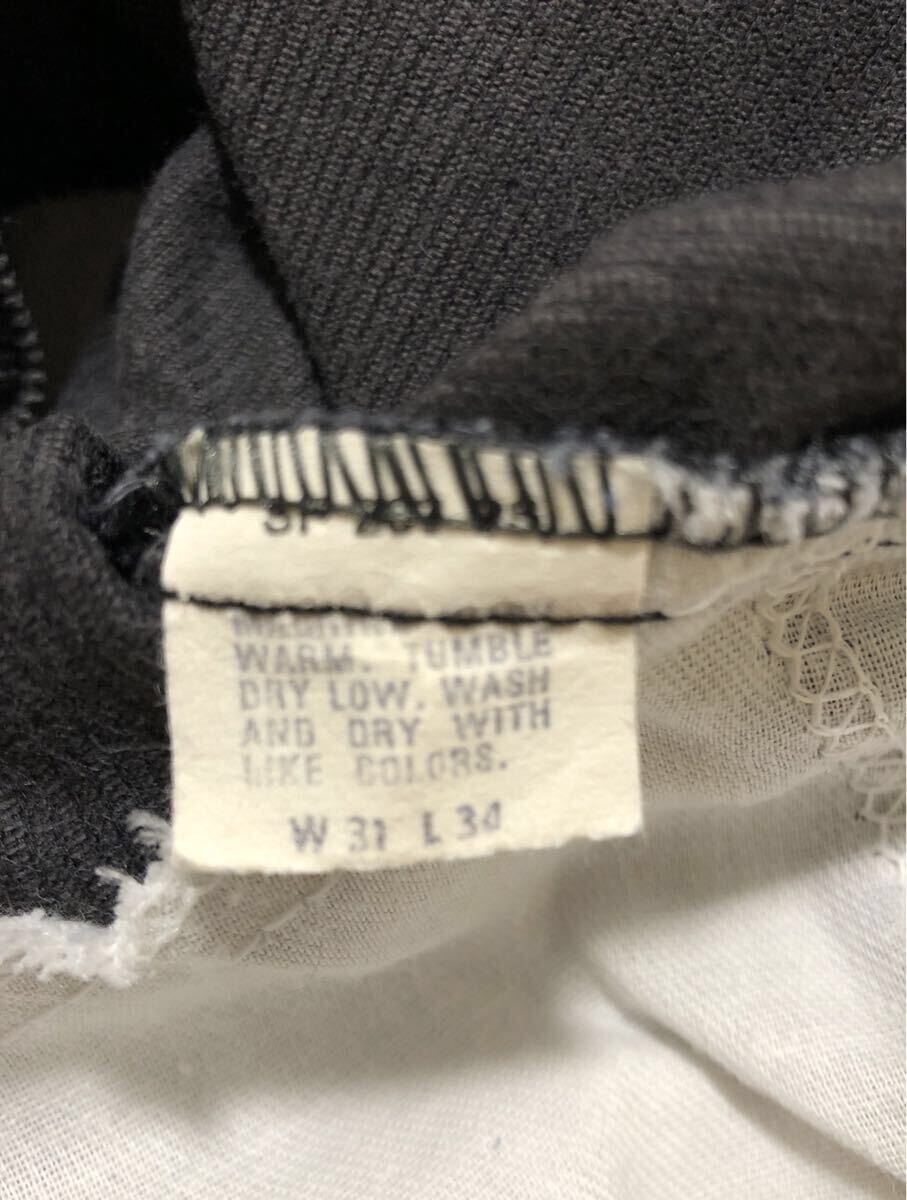 WARM. TUMBLE
DRY LOW. WASH
AND DRY WITH
LIKE COLORS.
W 31 L 34